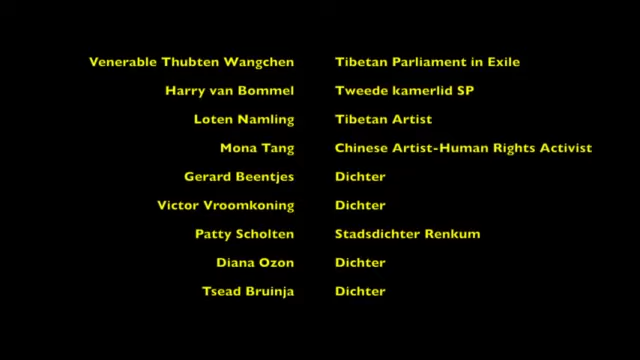 Venerable Thubten Wangchen Tibetan Parliament in Exile
Harry van Bommel Tweede kamerlid SP
Loten Namling Tibetan Artist
Mona Tang Chinese Artist-Human Rights Activist
Gerard Beentjes Dichter
Victor Vroomkoning Dichter
Patty Scholten Stadsdichter Renkum
Diana Ozon Dichter
Tsead Bruinja Dichter